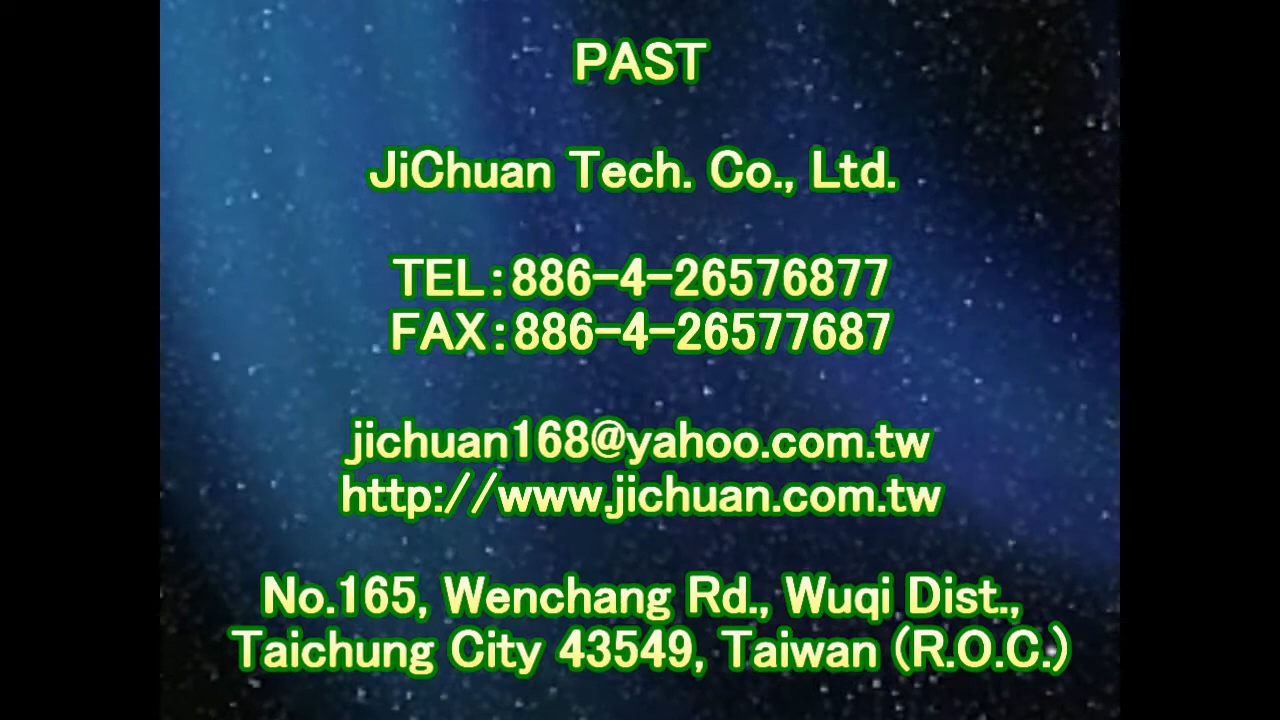 PAST
JiChuan Tech. Co., Ltd.
TEL:886-4-26576877
FAX:886-4-26577687
jichuan168@yahoo.com.tw
http://www.jichuan.com.tw
No.165, Wenchang Rd., Wuqi Dist.,
Taichung City 43549, Taiwan (R.O.C.)